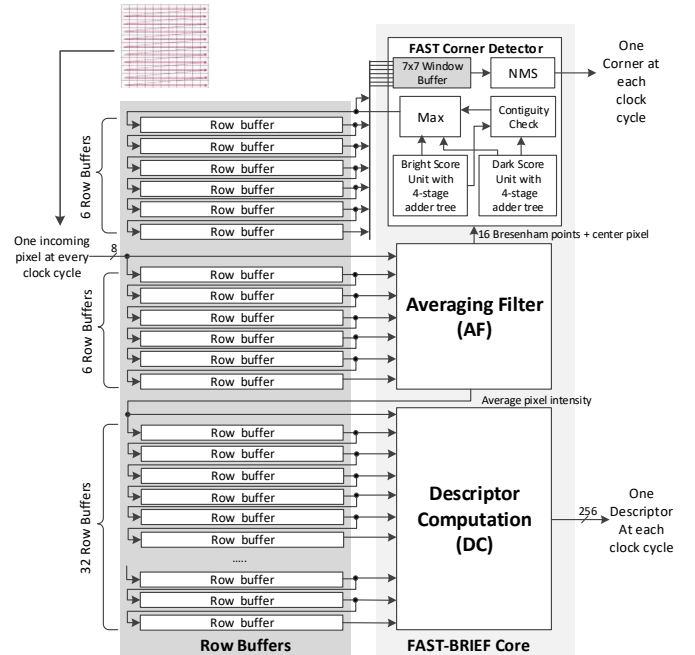 FAST Corner Detector
7x7 Window
Buffer
NMS
One
Corner at
each
clock
cycle
Max
Contiguity
Check
Bright Score
Unit with
4-stage
adder tree
Dark Score
Unit with
4-stage
adder tree
6 Row Buffers
Row buffer
Row buffer
Row buffer
Row buffer
Row buffer
Row buffer
16 Bresenham points + center pixel
One incoming
pixel at every
clock cycle
8
6 Row Buffers
Row buffer
Row buffer
Row buffer
Row buffer
Row buffer
Row buffer
Averaging Filter
(AF)
Average pixel intensity
32 Row Buffers
Row buffer
Row buffer
Row buffer
Row buffer
Row buffer
Row buffer
.....
Row buffer
Row buffer
Row buffer
Descriptor
Computation
(DC)
256
One
Descriptor
At each
clock cycle
Row Buffers
FAST-BRIEF Core